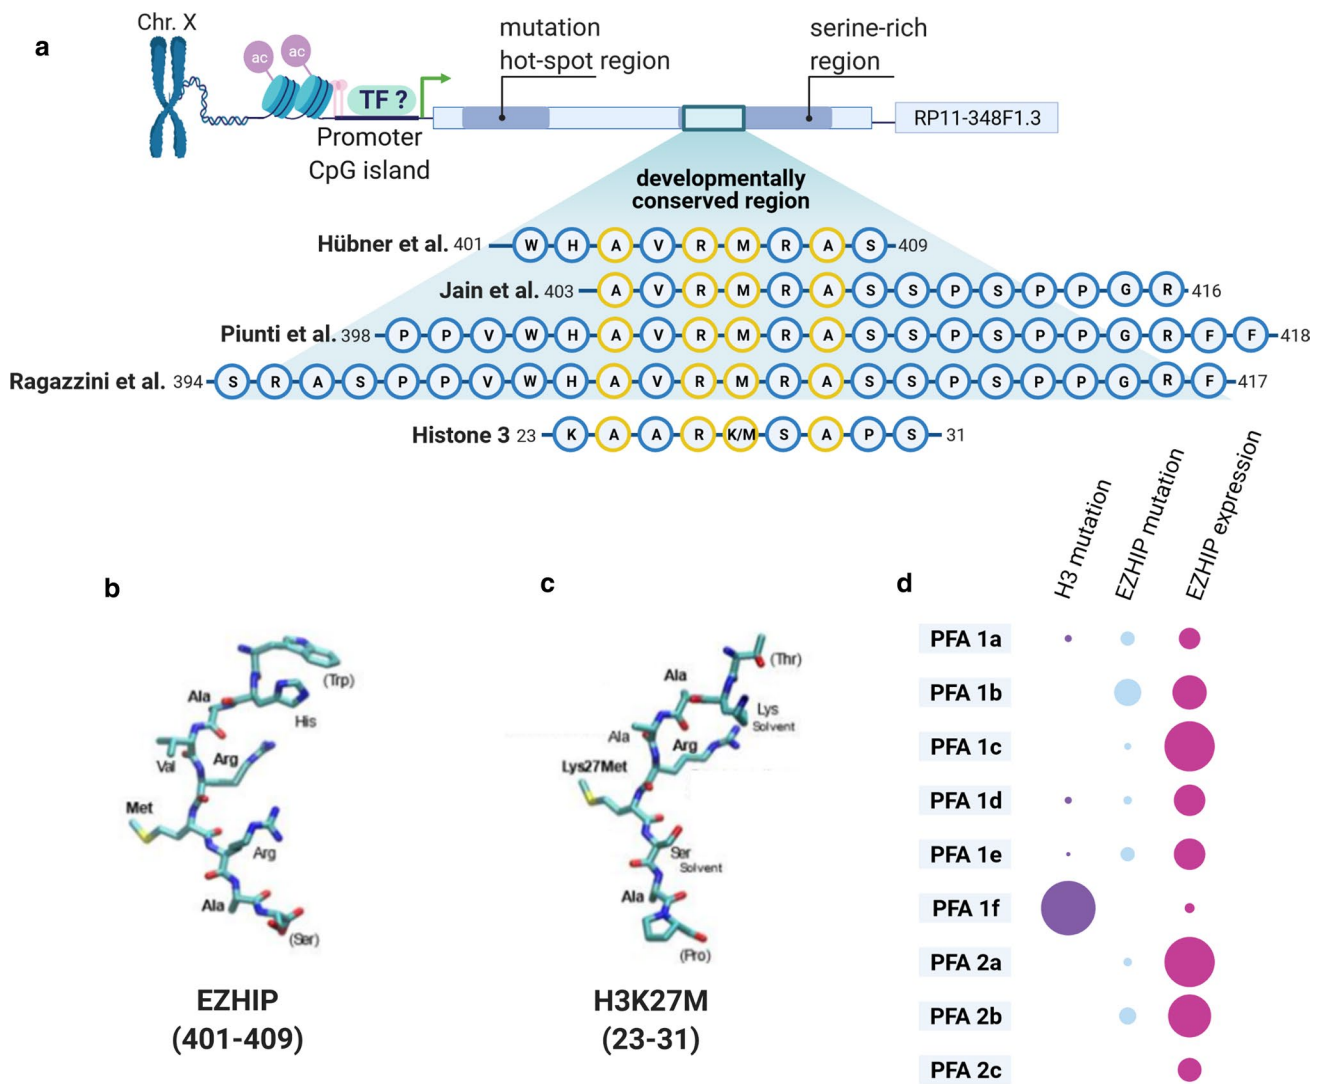 a
Chr. X
ac
ac
TF ?
Promoter
CpG island
mutation
hot-spot region
serine-rich
region
RP11-348F1.3
developmentally
conserved region
Hübner et al. 401 W H A V R M R A S 409
Jain et al. 403 A V R M R A S S P S P P G R 416
Piunti et al. 398 P P V W H A V R M R A S S P S P P G R F F 418
Ragazzini et al. 394 S R A S P P V W H A V R M R A S S P S P P G R F 417
Histone 3 23 K A A R K/M S A P S 31
b
(Trp)
Ala
His
Val
Arg
Met
Arg
Ala
(Ser)
EZHIP
(401-409)
c
(Thr)
Ala
Lys
Solvent
Ala
Arg
Lys27Met
Ser
Solvent
Ala
(Pro)
H3K27M
(23-31)
d
H3 mutation
EZHIP mutation
EZHIP expression
PFA 1a
PFA 1b
PFA 1c
PFA 1d
PFA 1e
PFA 1f
PFA 2a
PFA 2b
PFA 2c